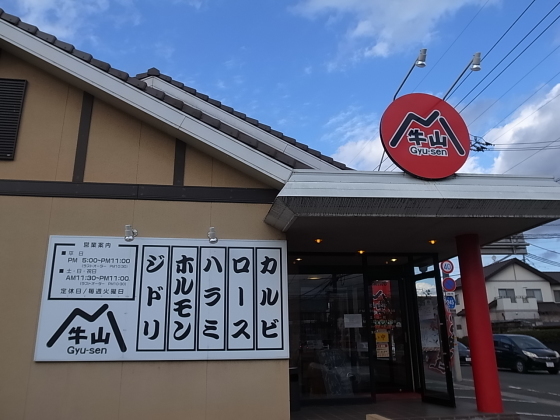 牛山
Gyu-sen
営業案内
■平日
PM 5:00~PM11:00
■土・日・祝日
AM11:30~PM11:00
定休日/毎週火曜日
牛山
Gyu-sen
カルビ
ロース
ハラミ
ホルモン
ジドリ